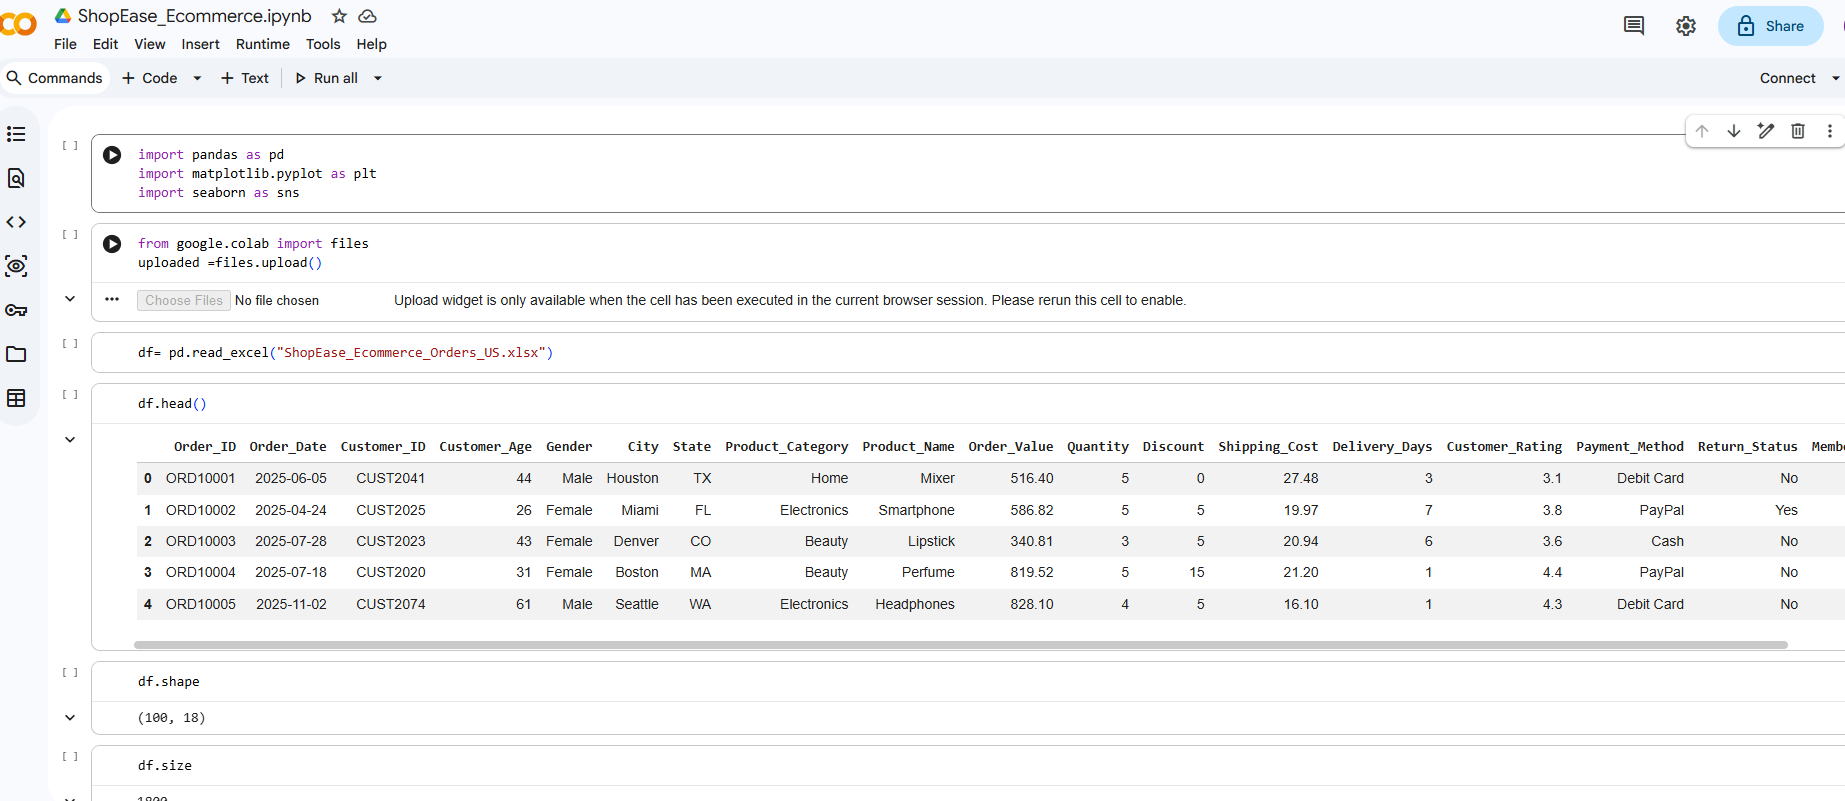 ShopEase_Ecommerce.ipynb
File Edit View Insert Runtime Tools Help
Share
Commands + Code + Text Run all
Connect
[ ]
import pandas as pd
import matplotlib.pyplot as plt
import seaborn as sns
[ ]
from google.colab import files
uploaded =files.upload()
Choose Files No file chosen Upload widget is only available when the cell has been executed in the current browser session. Please rerun this cell to enable.
[ ]
df= pd.read_excel("ShopEase_Ecommerce_Orders_US.xlsx")
[ ]
df.head()
Order_ID Order_Date Customer_ID Customer_Age Gender City State Product_Category Product_Name Order_Value Quantity Discount Shipping_Cost Delivery_Days Customer_Rating Payment_Method Return_Status Membe
0 ORD10001 2025-06-05 CUST2041 44 Male Houston TX Home Mixer 516.40 5 0 27.48 3 3.1 Debit Card No
1 ORD10002 2025-04-24 CUST2025 26 Female Miami FL Electronics Smartphone 586.82 5 5 19.97 7 3.8 PayPal Yes
2 ORD10003 2025-07-28 CUST2023 43 Female Denver CO Beauty Lipstick 340.81 3 5 20.94 6 3.6 Cash No
3 ORD10004 2025-07-18 CUST2020 31 Female Boston MA Beauty Perfume 819.52 5 15 21.20 1 4.4 PayPal No
4 ORD10005 2025-11-02 CUST2074 61 Male Seattle WA Electronics Headphones 828.10 4 5 16.10 1 4.3 Debit Card No
[ ]
df.shape
(100, 18)
[ ]
df.size
1800